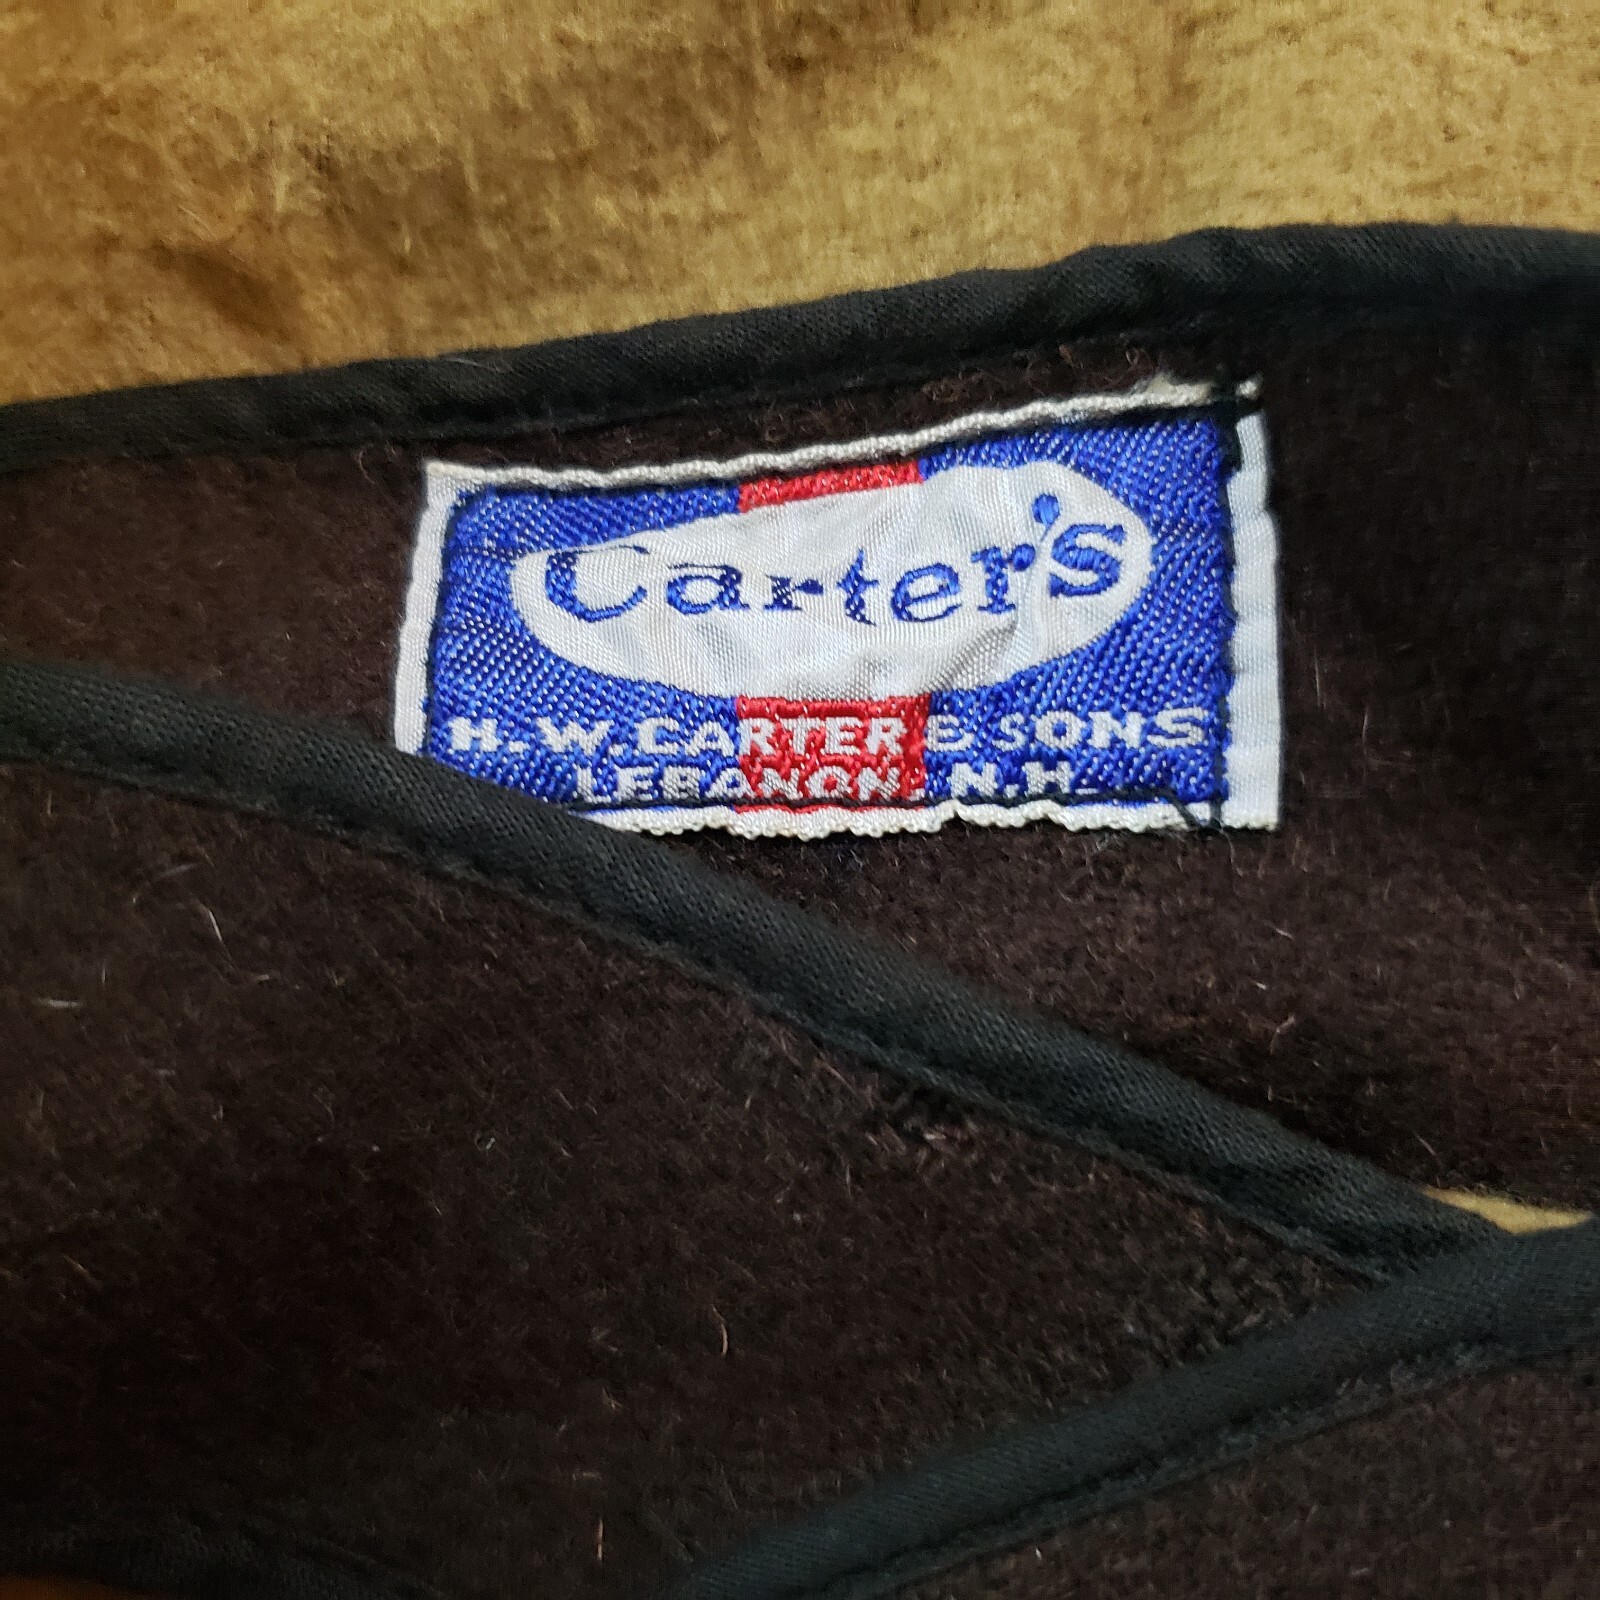 Carter's
H.W.CARTER & SONS
LEBANON, N.H.